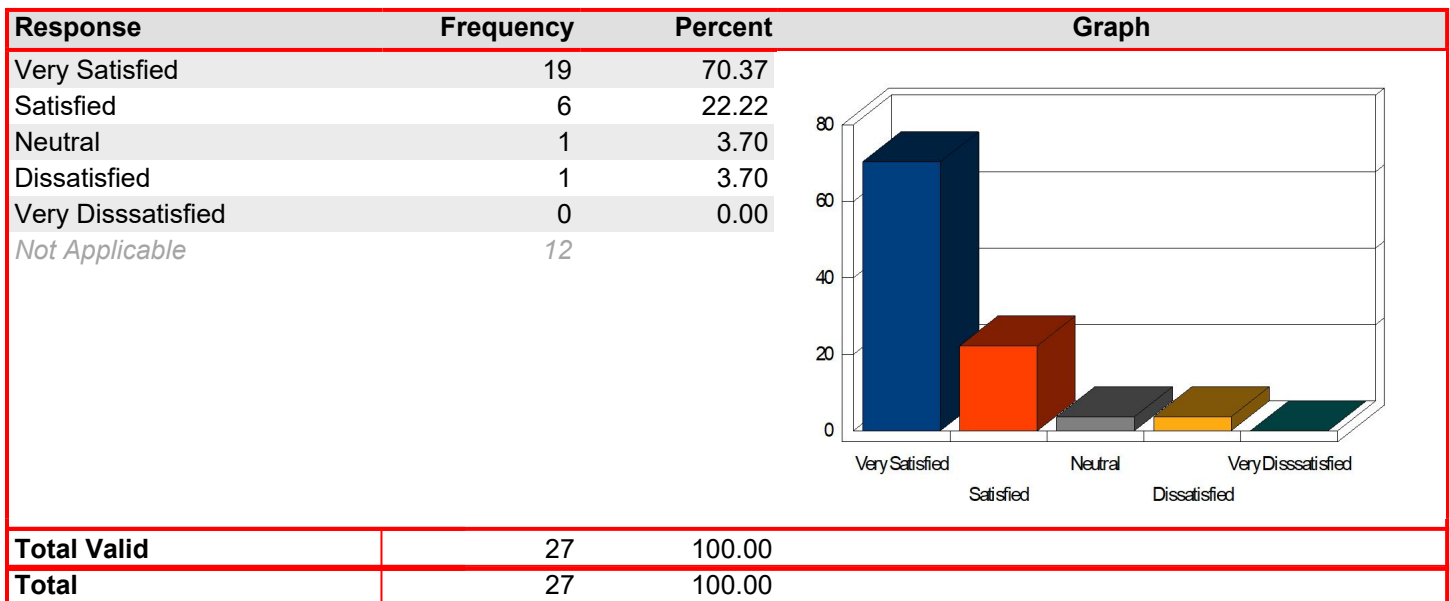 Response Frequency Percent Graph
Very Satisfied 19 70.37
Satisfied 6 22.22
Neutral 1 3.70
Dissatisfied 1 3.70
Very Disssatisfied 0 0.00
Not Applicable 12
80
60
40
20
0
Very Satisfied Neutral Very Disssatisfied
Satisfied Dissatisfied
Total Valid 27 100.00
Total 27 100.00